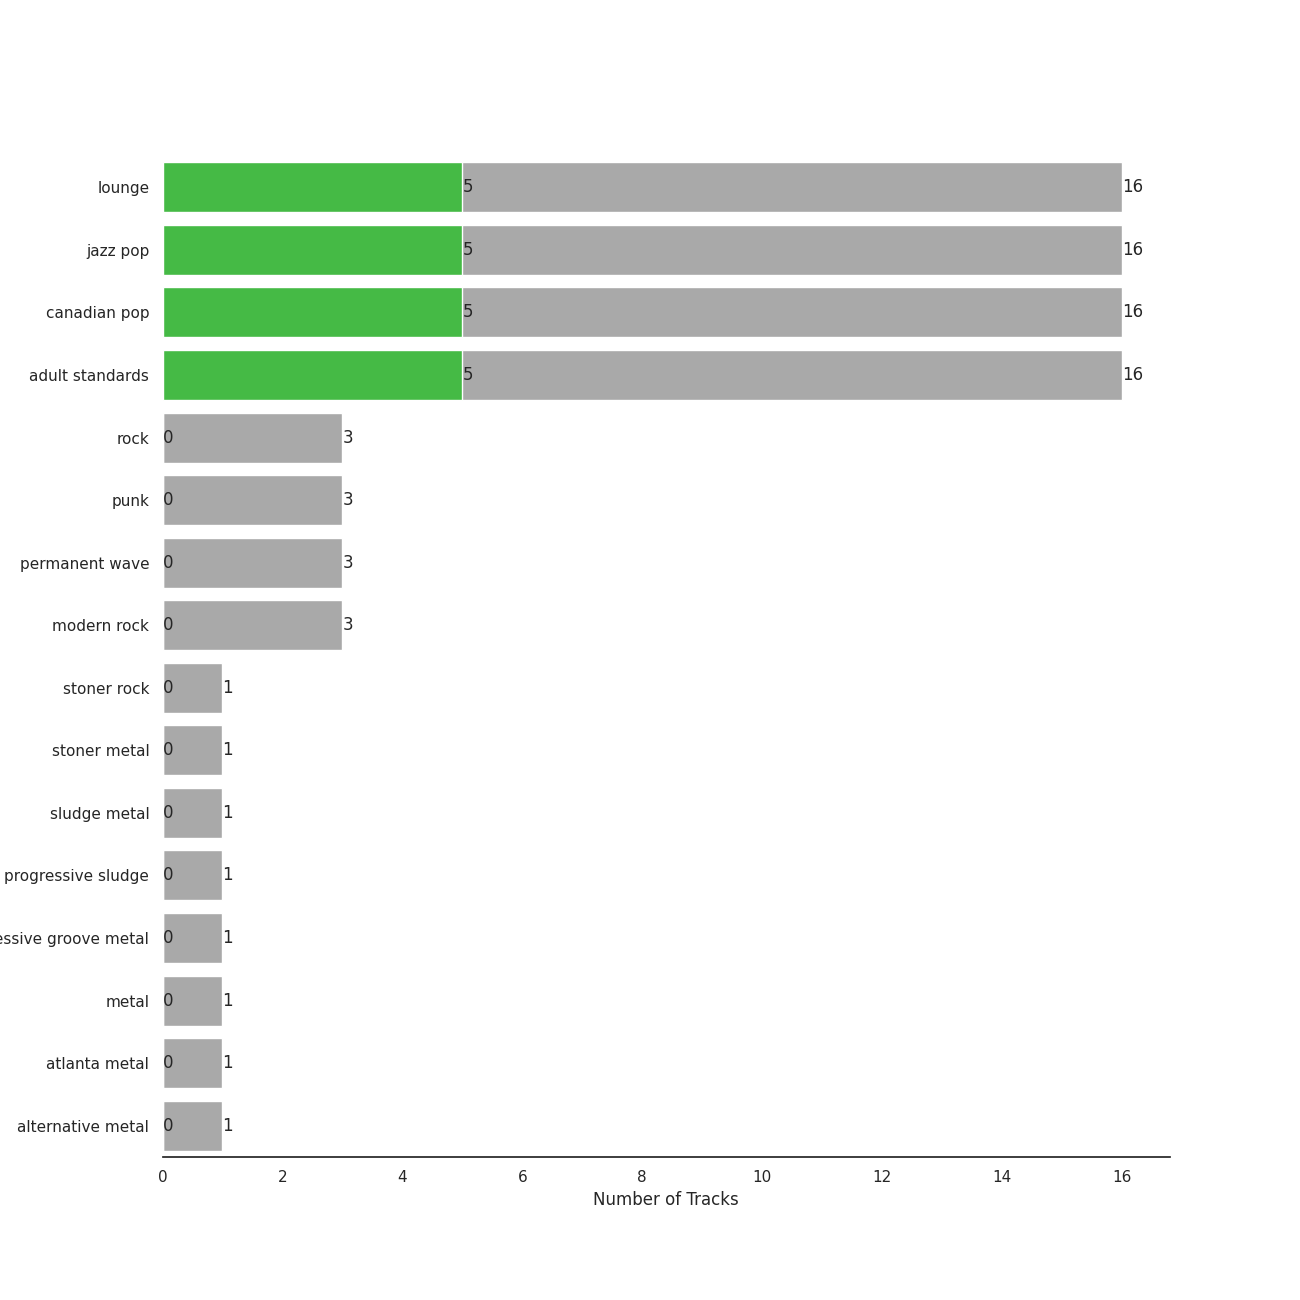 lounge 5 16
jazz pop 5 16
canadian pop 5 16
adult standards 5 16
rock 0 3
punk 0 3
permanent wave 0 3
modern rock 0 3
stoner rock 0 1
stoner metal 0 1
sludge metal 0 1
progressive sludge 0 1
groove metal 0 1
metal 0 1
atlanta metal 0 1
alternative metal 0 1
0 2 4 6 8 10 12 14 16
Number of Tracks